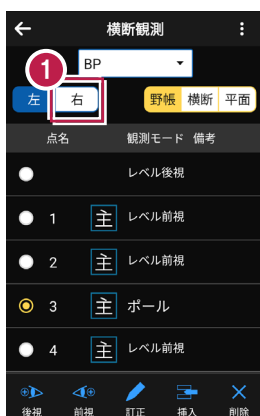 横断観測
1
BP
左 右 野帳 横断 平面
点名 観測モード 備考
レベル後視
1 主 レベル前視
2 主 レベル前視
3 主 ポール
4 主 レベル前視
後視 前視 訂正 挿入 削除